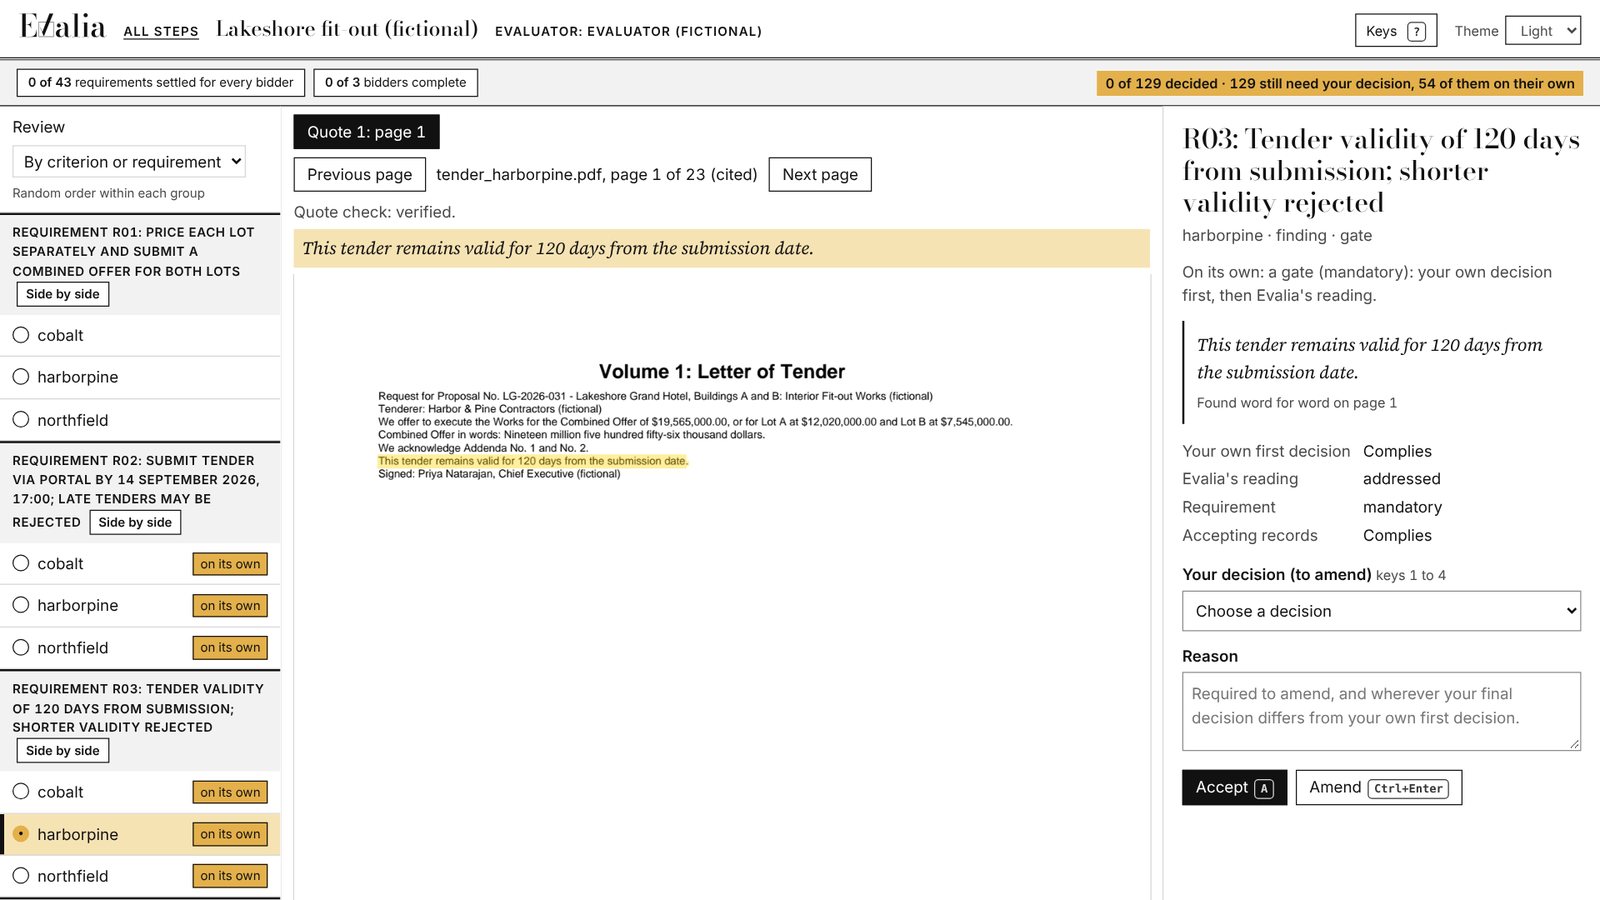 Evalia ALL STEPS Lakeshore fit-out (fictional) EVALUATOR: EVALUATOR (FICTIONAL) Keys ? Theme Light
0 of 43 requirements settled for every bidder 0 of 3 bidders complete 0 of 129 decided · 129 still need your decision, 54 of them on their own
Review
By criterion or requirement
Random order within each group
REQUIREMENT R01: PRICE EACH LOT
SEPARATELY AND SUBMIT A
COMBINED OFFER FOR BOTH LOTS
Side by side
cobalt
harborpine
northfield
REQUIREMENT R02: SUBMIT TENDER
VIA PORTAL BY 14 SEPTEMBER 2026,
17:00; LATE TENDERS MAY BE
REJECTED Side by side
cobalt on its own
harborpine on its own
northfield on its own
REQUIREMENT R03: TENDER VALIDITY
OF 120 DAYS FROM SUBMISSION;
SHORTER VALIDITY REJECTED
Side by side
cobalt on its own
harborpine on its own
northfield on its own
Quote 1: page 1
Previous page tender_harborpine.pdf, page 1 of 23 (cited) Next page
Quote check: verified.
This tender remains valid for 120 days from the submission date.
Volume 1: Letter of Tender
Request for Proposal No. LG-2026-031 - Lakeshore Grand Hotel, Buildings A and B: Interior Fit-out Works (fictional)
Tenderer: Harbor & Pine Contractors (fictional)
We offer to execute the Works for the Combined Offer of $19,565,000.00, or for Lot A at $12,020,000.00 and Lot B at $7,545,000.00.
Combined Offer in words: Nineteen million five hundred fifty-six thousand dollars.
We acknowledge Addenda No. 1 and No. 2.
This tender remains valid for 120 days from the submission date.
Signed: Priya Natarajan, Chief Executive (fictional)
R03: Tender validity of 120 days
from submission; shorter
validity rejected
harborpine · finding · gate
On its own: a gate (mandatory): your own decision
first, then Evalia's reading.
This tender remains valid for 120 days from
the submission date.
Found word for word on page 1
Your own first decision Complies
Evalia's reading addressed
Requirement mandatory
Accepting records Complies
Your decision (to amend) keys 1 to 4
Choose a decision
Reason
Required to amend, and wherever your final
decision differs from your own first decision.
Accept A Amend Ctrl+Enter